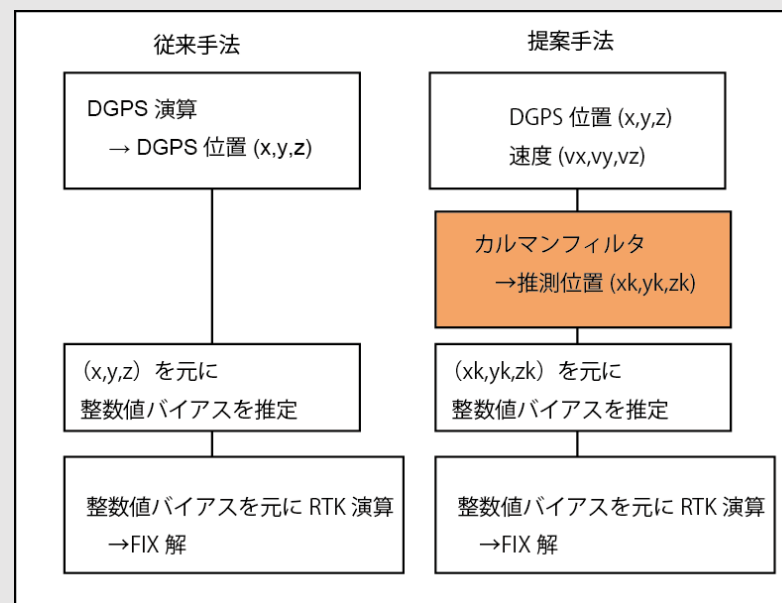 従来手法
DGPS 演算
→ DGPS 位置 (x,y,z)
(x,y,z）を元に
整数値バイアスを推定
整数値バイアスを元に RTK 演算
→FIX 解
提案手法
DGPS 位置 (x,y,z)
速度 (vx,vy,vz)
カルマンフィルタ
→推測位置 (xk,yk,zk)
(xk,yk,zk）を元に
整数値バイアスを推定
整数値バイアスを元に RTK 演算
→FIX 解